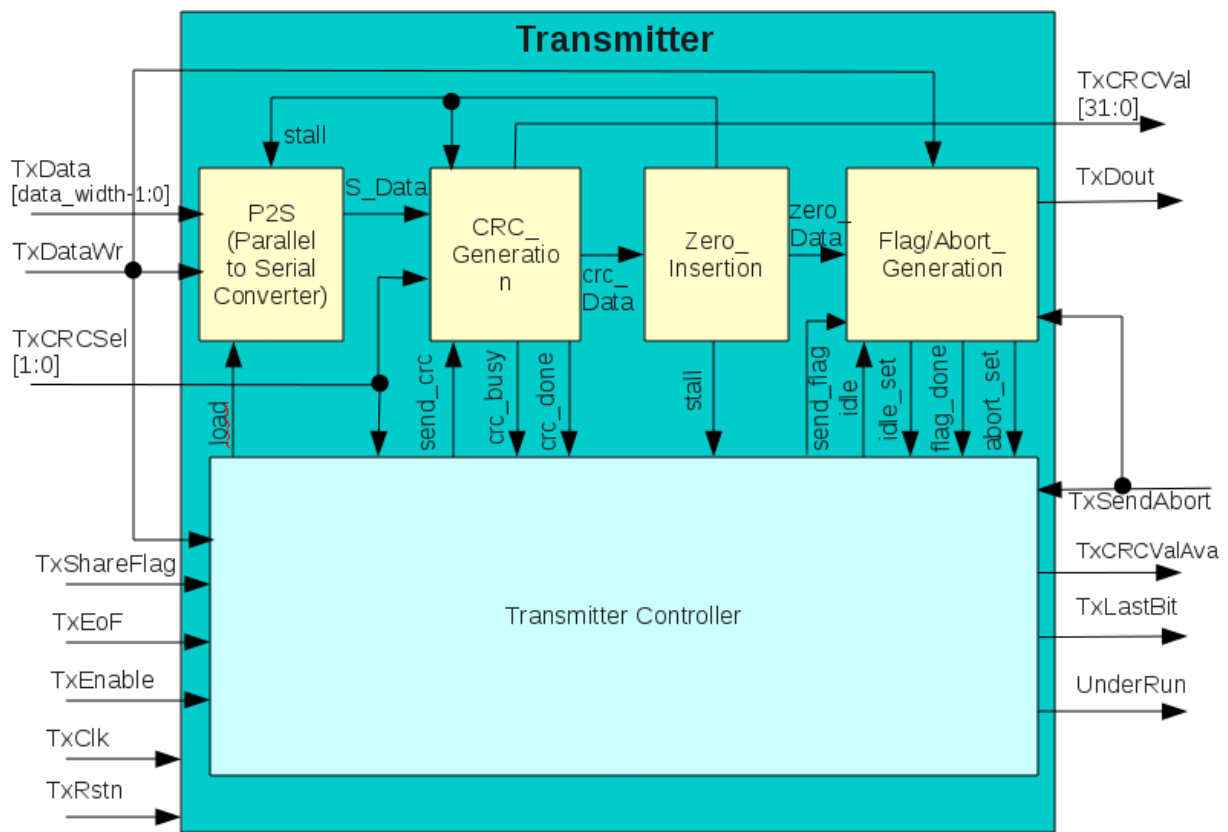 Transmitter
TxCRCVal
[31:0]
stall
TxData
[data_width-1:0]
S_Data
TxDout
P2S
(Parallel
to Serial
Converter)
CRC_
Generatio
n
Zero_
Insertion
zero_
Data
Flag/Abort_
Generation
TxDataWr
crc_
Data
TxCRCSel
[1:0]
load
send_crc
crc_busy
crc_done
stall
send_flag
idle
idle_set
flag_done
abort_set
TxSendAbort
TxShareFlag
TxCRCValAva
TxEoF
Transmitter Controller
TxLastBit
TxEnable
UnderRun
TxClk
TxRstn